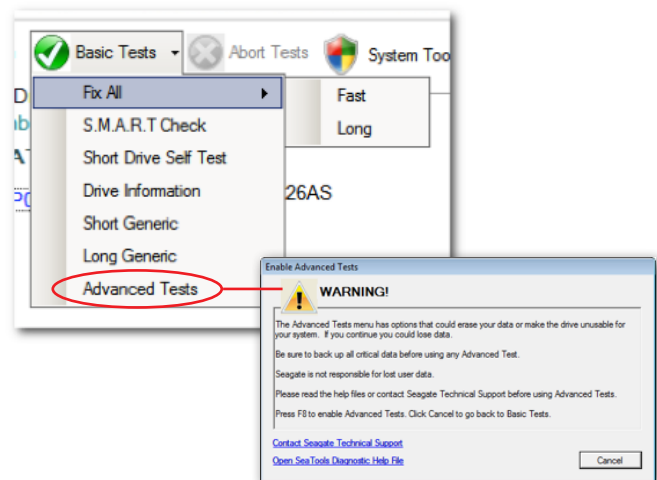 Basic Tests
Abort Tests
System Too
Fix All
Fast
Long
S.M.A.R.T Check
Short Drive Self Test
Drive Information
26AS
Short Generic
Long Generic
Advanced Tests
Enable Advanced Tests
WARNING!
The Advanced Tests menu has options that could erase your data or make the drive unusable for
your system. If you continue you could lose data.
Be sure to back up all critical data before using any Advanced Test.
Seagate is not responsible for lost user data.
Please read the help files or contact Seagate Technical Support before using Advanced Tests.
Press F8 to enable Advanced Tests. Click Cancel to go back to Basic Tests.
Contact Seagate Technical Support
Open SeaTools Diagnostic Help File
Cancel